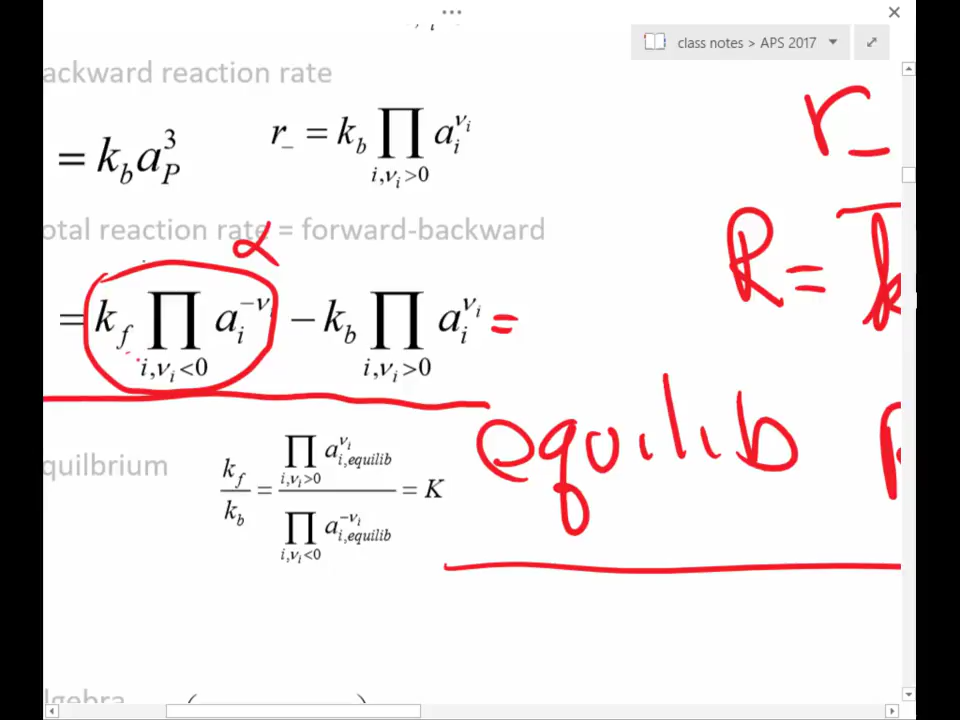 class notes > APS 2017
ackward reaction rate
= k_b a_P^3    r_- = k_b ∏_{i,ν_i>0} a_i^{ν_i}
r_-
otal reaction rate = forward-backward
α
= k_f ∏_{i,ν_i<0} a_i^{-ν} − k_b ∏_{i,ν_i>0} a_i^{ν_i} =
R = k
equilib
quilbrium    k_f / k_b = ∏_{i,ν_i>0} a_{i,equilib}^{ν_i} / ∏_{i,ν_i<0} a_{i,equilib}^{-ν_i} = K
lgebra